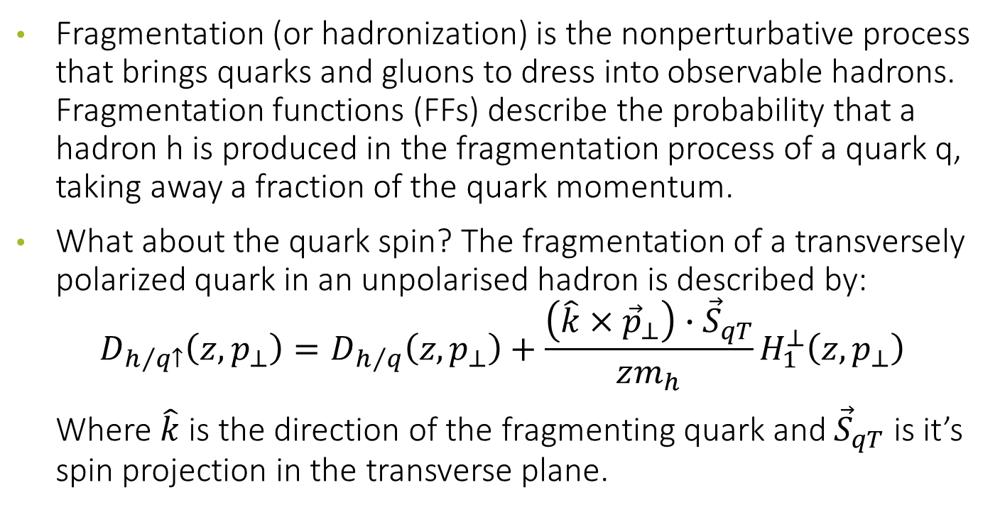 • Fragmentation (or hadronization) is the nonperturbative process
that brings quarks and gluons to dress into observable hadrons.
Fragmentation functions (FFs) describe the probability that a
hadron h is produced in the fragmentation process of a quark q,
taking away a fraction of the quark momentum.
• What about the quark spin? The fragmentation of a transversely
polarized quark in an unpolarised hadron is described by:
$D_{h/q\uparrow}(z, p_\perp) = D_{h/q}(z, p_\perp) + \frac{(\hat{k} \times \vec{p}_\perp) \cdot \vec{S}_{qT}}{z m_h} H_1^\perp(z, p_\perp)$
Where $\hat{k}$ is the direction of the fragmenting quark and $\vec{S}_{qT}$ is it’s
spin projection in the transverse plane.